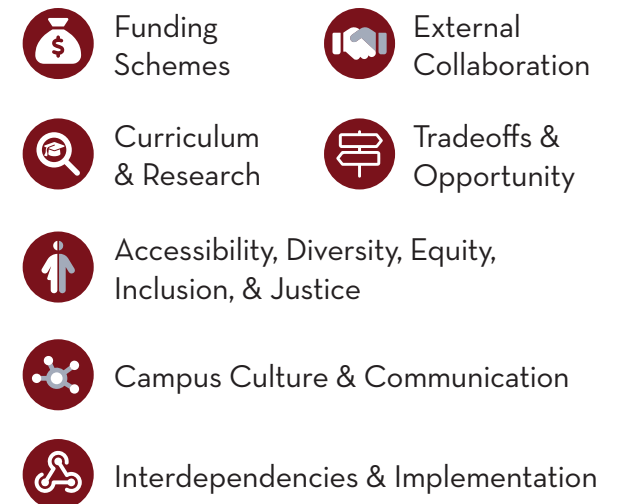 Funding
Schemes
External
Collaboration
$
Curriculum
& Research
Tradeoffs &
Opportunity
Accessibility, Diversity, Equity,
Inclusion, & Justice
Campus Culture & Communication
Interdependencies & Implementation